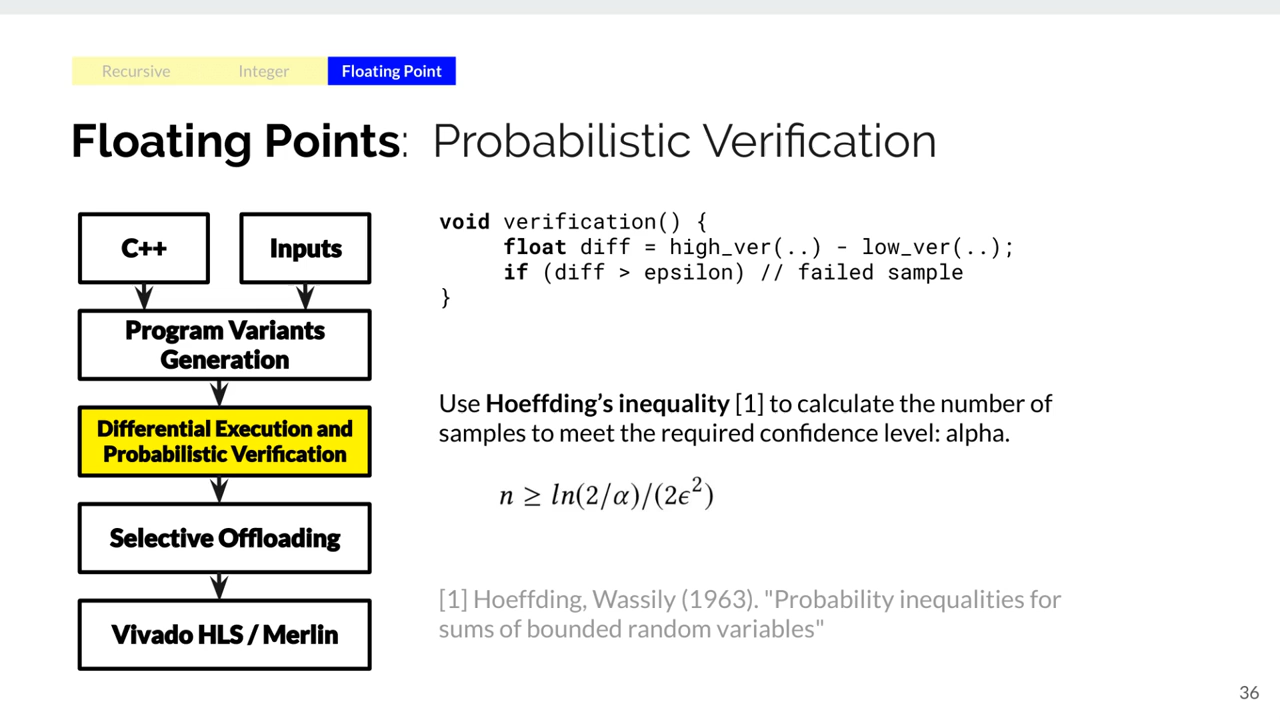 Recursive Integer Floating Point
Floating Points: Probabilistic Verification
C++
Inputs
Program Variants
Generation
Differential Execution and
Probabilistic Verification
Selective Offloading
Vivado HLS / Merlin
void verification() {
float diff = high_ver(..) - low_ver(..);
if (diff > epsilon) // failed sample
}
Use Hoeffding’s inequality [1] to calculate the number of
samples to meet the required confidence level: alpha.
n ≥ ln(2/α)/(2ϵ²)
[1] Hoeffding, Wassily (1963). "Probability inequalities for
sums of bounded random variables"
36